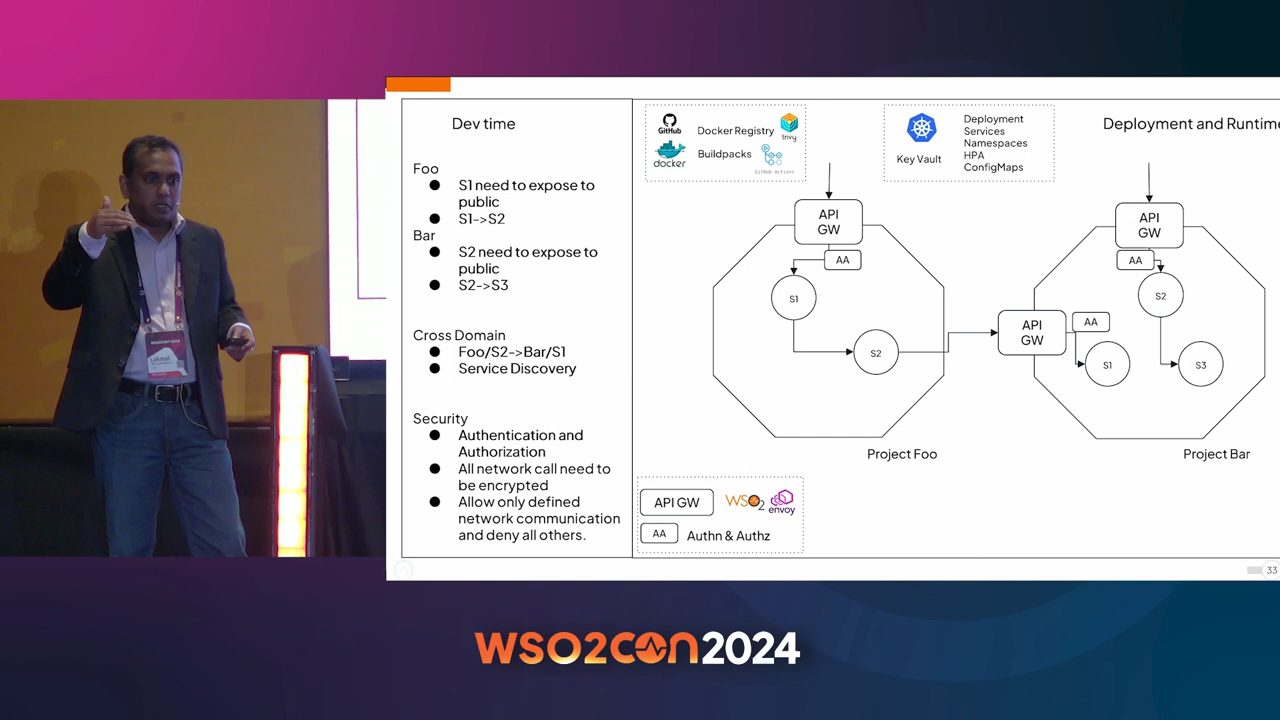 Dev time
Foo
● S1 need to expose to
public
● S1->S2
Bar
● S2 need to expose to
public
● S2->S3
Cross Domain
● Foo/S2->Bar/S1
● Service Discovery
Security
● Authentication and
Authorization
● All network call need to
be encrypted
● Allow only defined
network communication
and deny all others.
GitHub
Docker Registry
trivy
docker
Buildpacks
GitHub Actions
Key Vault
Deployment
Services
Namespaces
HPA
ConfigMaps
Deployment and Runtime
API
GW
AA
S1
S2
Project Foo
API
GW
AA
S2
API
GW
AA
S1
S3
Project Bar
API GW
WSO2
envoy
AA
Authn & Authz
33
WSO2CON2024
Lakmal
WSO2CON2024